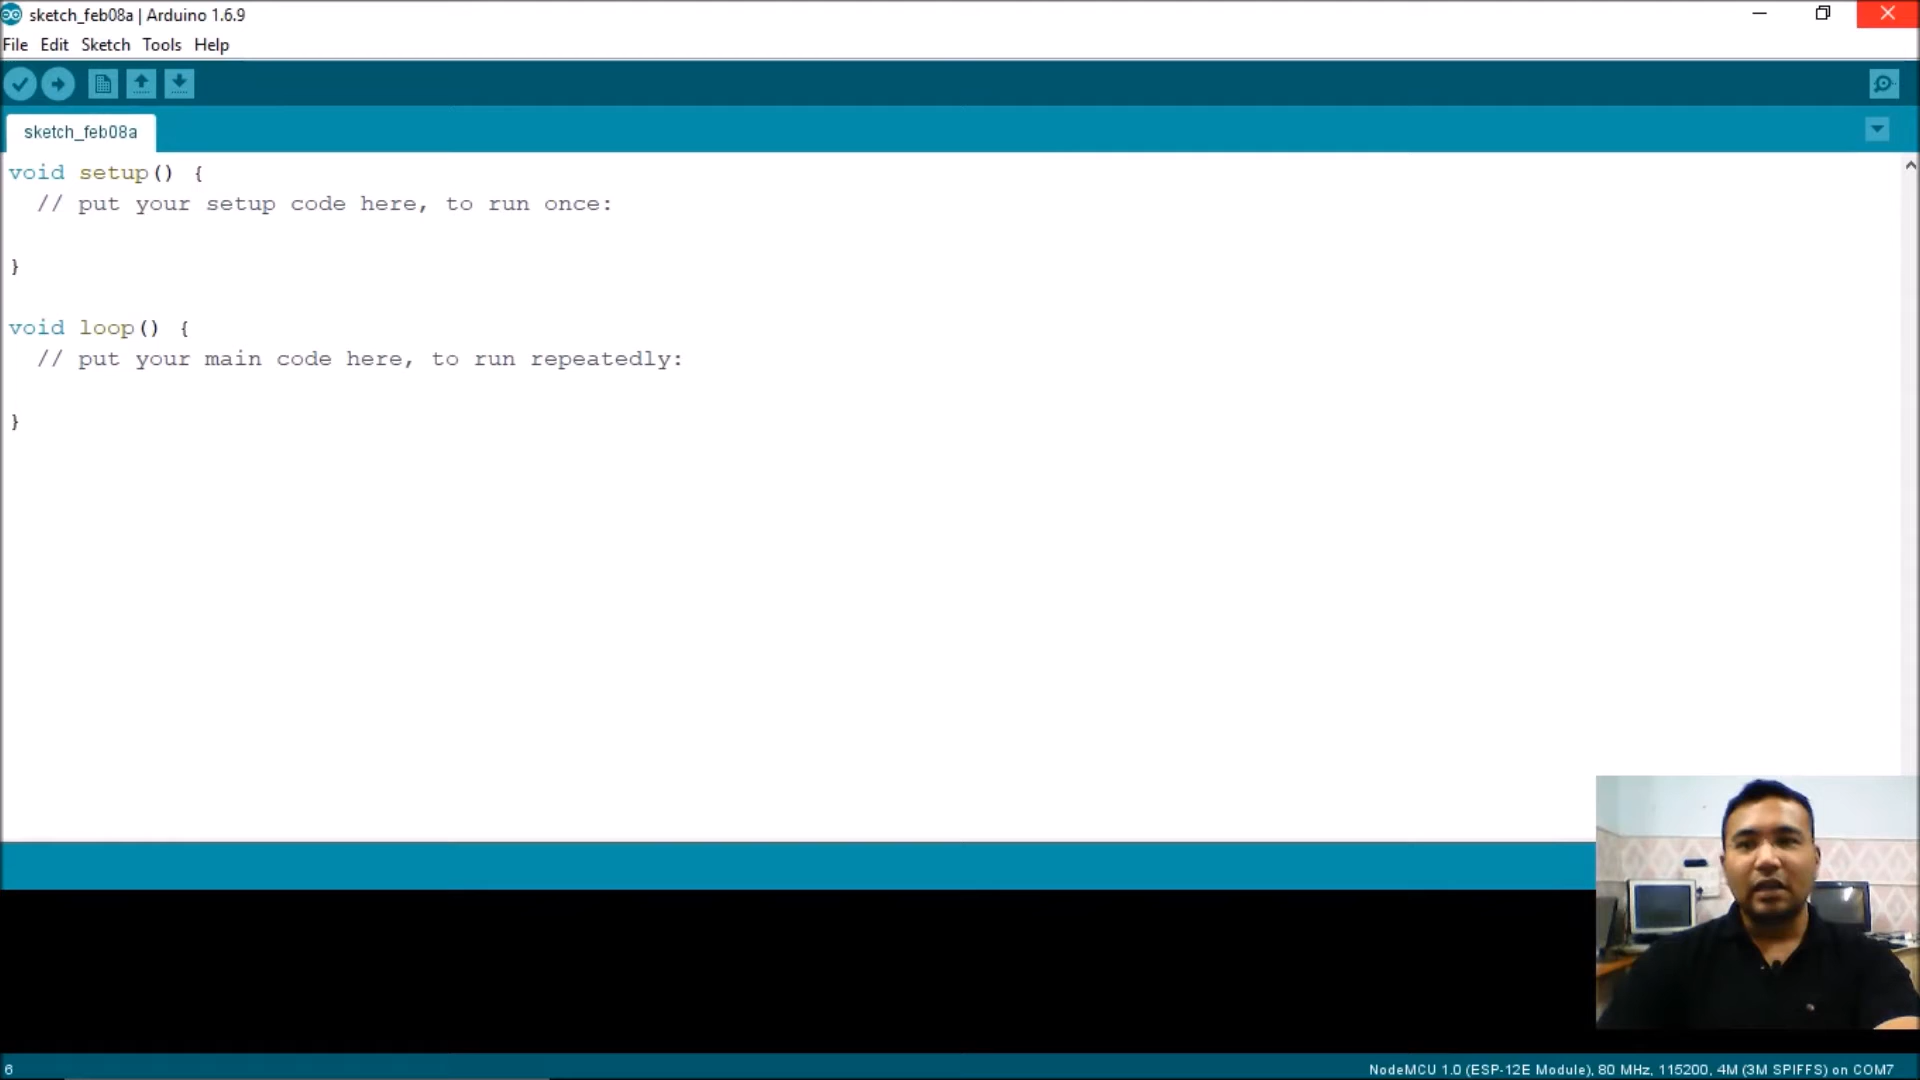 sketch_feb08a | Arduino 1.6.9
File Edit Sketch Tools Help
sketch_feb08a
void setup() {
  // put your setup code here, to run once:
}
void loop() {
  // put your main code here, to run repeatedly:
}
6
NodeMCU 1.0 (ESP-12E Module), 80 MHz, 115200, 4M (3M SPIFFS) on COM7